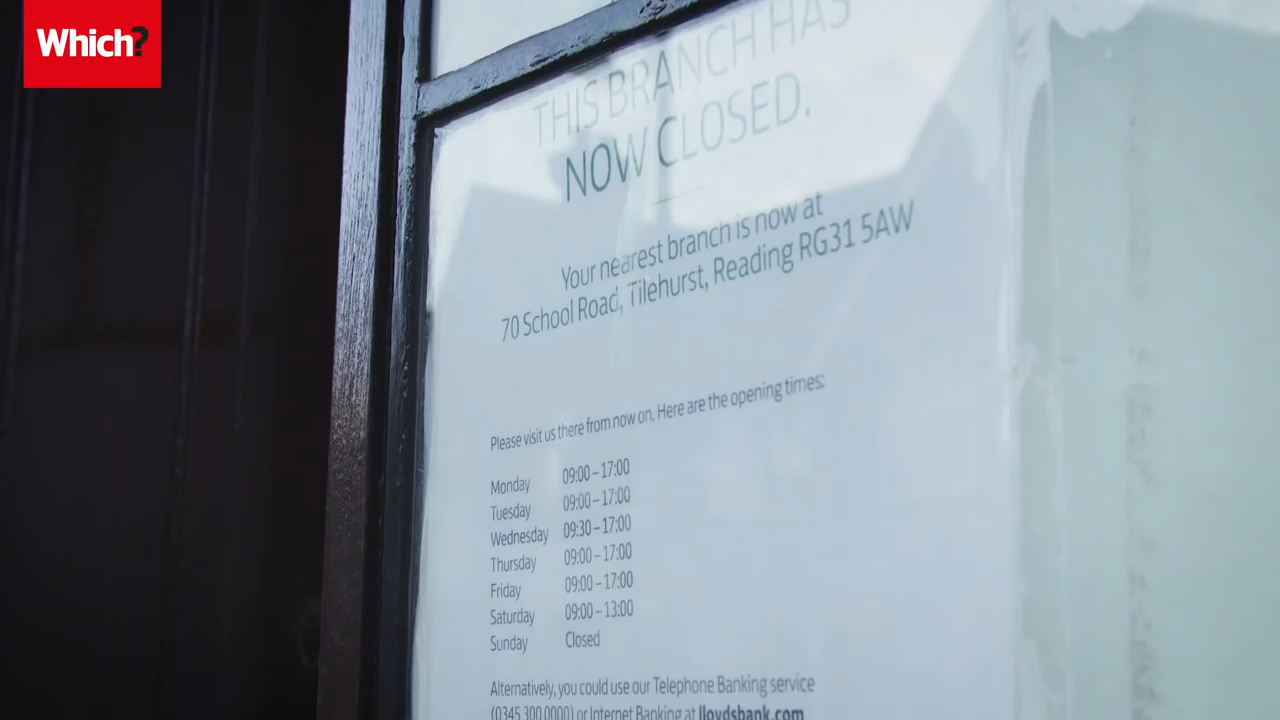 Which?
THIS BRANCH HAS
NOW CLOSED.
Your nearest branch is now at
70 School Road, Tilehurst, Reading RG31 5AW
Please visit us there from now on. Here are the opening times:
Monday 09:00 – 17:00
Tuesday 09:00 – 17:00
Wednesday 09:30 – 17:00
Thursday 09:00 – 17:00
Friday 09:00 – 17:00
Saturday 09:00 – 13:00
Sunday Closed
Alternatively, you could use our Telephone Banking service
(0345 300 0000) or Internet Banking at lloydsbank.com